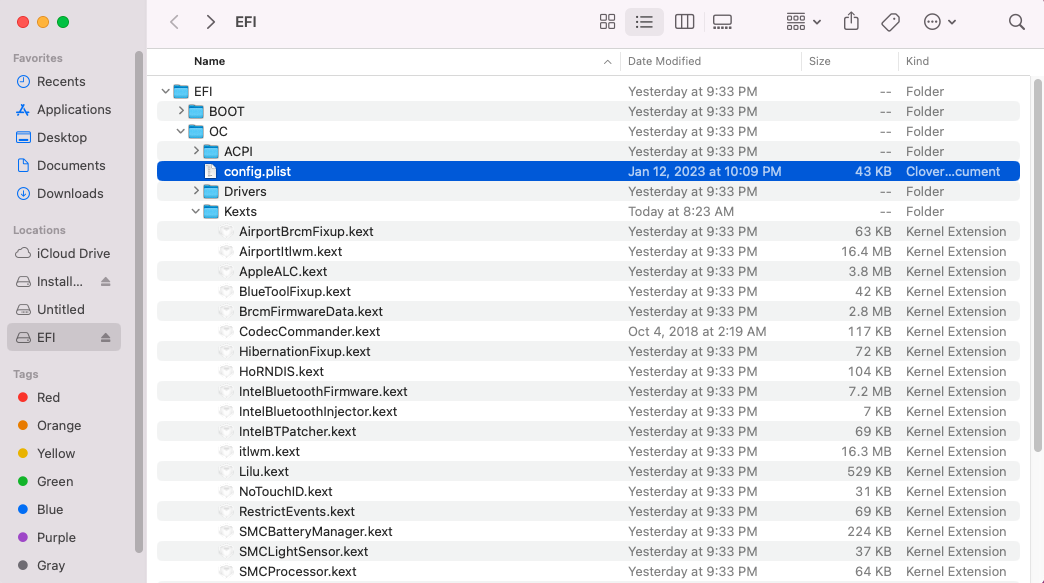 EFI
Favorites
Recents
Applications
Desktop
Documents
Downloads
Locations
iCloud Drive
Install...
Untitled
EFI
Tags
Red
Orange
Yellow
Green
Blue
Purple
Gray
Name Date Modified Size Kind
EFI Yesterday at 9:33 PM -- Folder
BOOT Yesterday at 9:33 PM -- Folder
OC Yesterday at 9:33 PM -- Folder
ACPI Yesterday at 9:33 PM -- Folder
config.plist Jan 12, 2023 at 10:09 PM 43 KB Clover...cument
Drivers Yesterday at 9:33 PM -- Folder
Kexts Today at 8:23 AM -- Folder
AirportBrcmFixup.kext Yesterday at 9:33 PM 63 KB Kernel Extension
AirportItlwm.kext Yesterday at 9:33 PM 16.4 MB Kernel Extension
AppleALC.kext Yesterday at 9:33 PM 3.8 MB Kernel Extension
BlueToolFixup.kext Yesterday at 9:33 PM 42 KB Kernel Extension
BrcmFirmwareData.kext Yesterday at 9:33 PM 2.8 MB Kernel Extension
CodecCommander.kext Oct 4, 2018 at 2:19 AM 117 KB Kernel Extension
HibernationFixup.kext Yesterday at 9:33 PM 72 KB Kernel Extension
HoRNDIS.kext Yesterday at 9:33 PM 104 KB Kernel Extension
IntelBluetoothFirmware.kext Yesterday at 9:33 PM 7.2 MB Kernel Extension
IntelBluetoothInjector.kext Yesterday at 9:33 PM 7 KB Kernel Extension
IntelBTPatcher.kext Yesterday at 9:33 PM 69 KB Kernel Extension
itlwm.kext Yesterday at 9:33 PM 16.3 MB Kernel Extension
Lilu.kext Yesterday at 9:33 PM 529 KB Kernel Extension
NoTouchID.kext Yesterday at 9:33 PM 31 KB Kernel Extension
RestrictEvents.kext Yesterday at 9:33 PM 69 KB Kernel Extension
SMCBatteryManager.kext Yesterday at 9:33 PM 224 KB Kernel Extension
SMCLightSensor.kext Yesterday at 9:33 PM 37 KB Kernel Extension
SMCProcessor.kext Yesterday at 9:33 PM 64 KB Kernel Extension